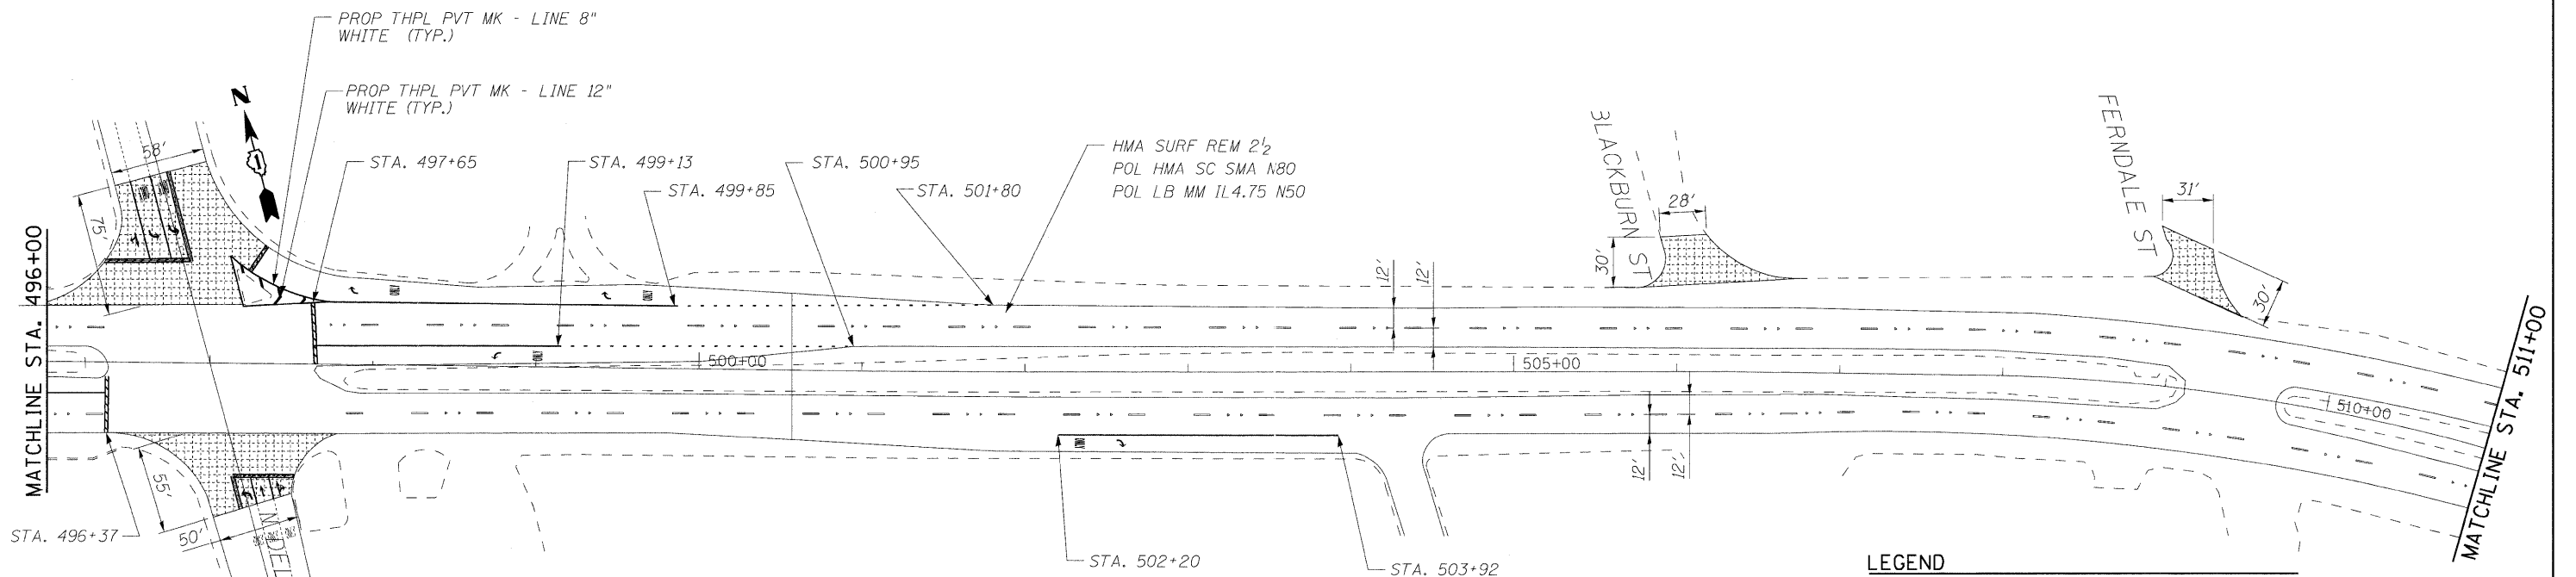 PROP THPL PVT MK - LINE 8"
WHITE (TYP.)
PROP THPL PVT MK - LINE 12"
WHITE (TYP.)
N
58'
75'
STA. 497+65
STA. 499+13
STA. 499+85
STA. 500+95
STA. 501+80
HMA SURF REM 2½
POL HMA SC SMA N80
POL LB MM IL4.75 N50
BLACKBURN ST
28'
30'
FERNDALE ST
31'
30'
12'
12'
MATCHLINE STA. 496+00
ONLY
ONLY
ONLY
500+00
505+00
510+00
MATCHLINE STA. 511+00
ONLY
12'
12'
55'
50'
STA. 496+37
STA. 502+20
STA. 503+92
LEGEND